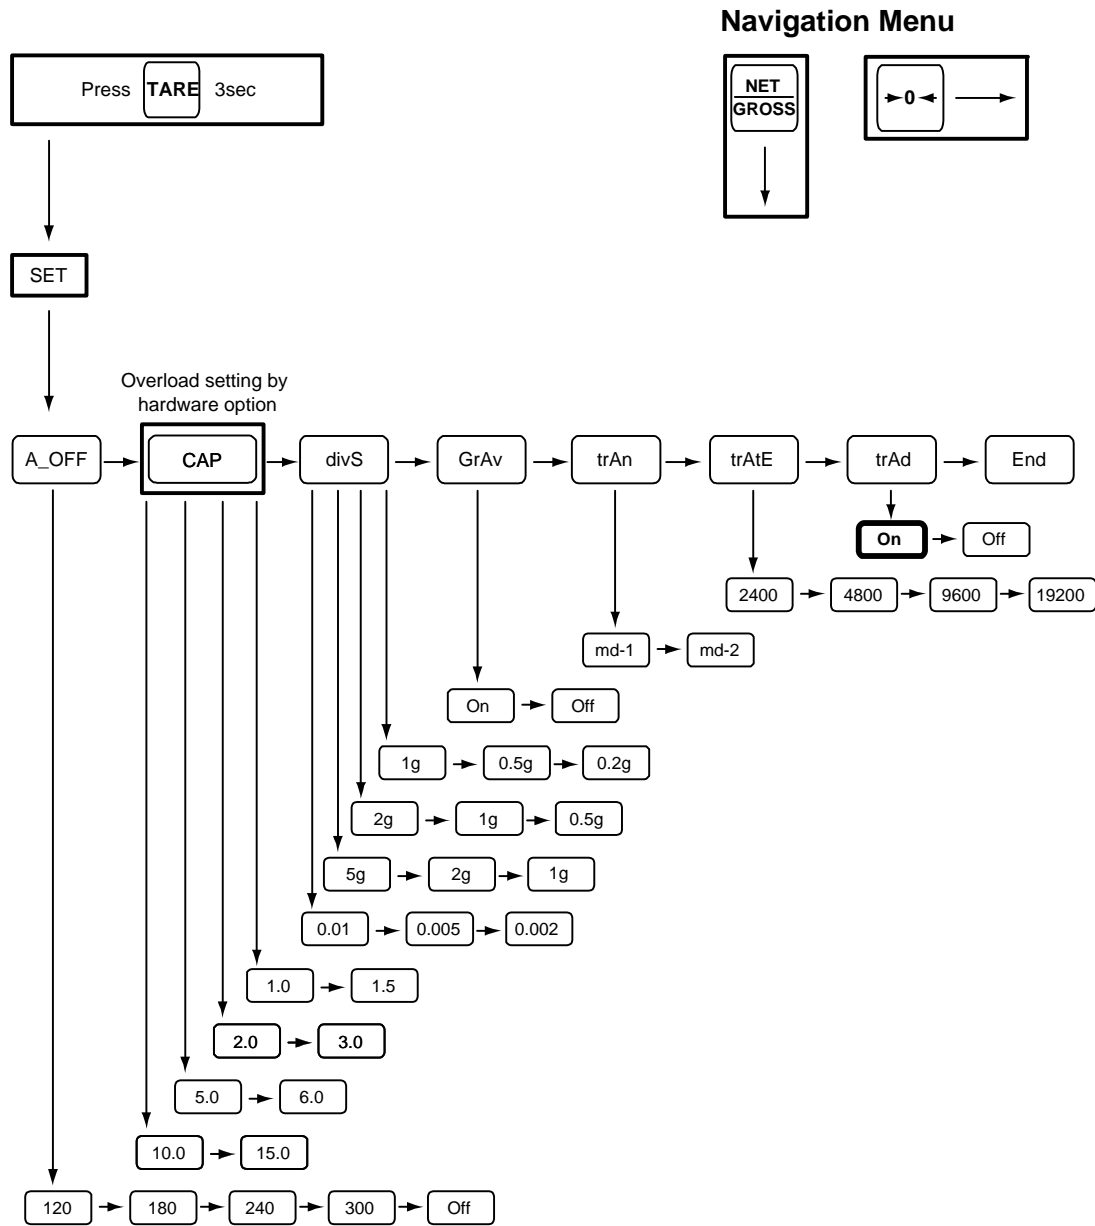 Navigation Menu
Press TARE 3sec
NET
GROSS
0
SET
Overload setting by
hardware option
A_OFF CAP divS GrAv trAn trAtE trAd End
On Off
2400 4800 9600 19200
md-1 md-2
On Off
1g 0.5g 0.2g
2g 1g 0.5g
5g 2g 1g
0.01 0.005 0.002
1.0 1.5
2.0 3.0
5.0 6.0
10.0 15.0
120 180 240 300 Off